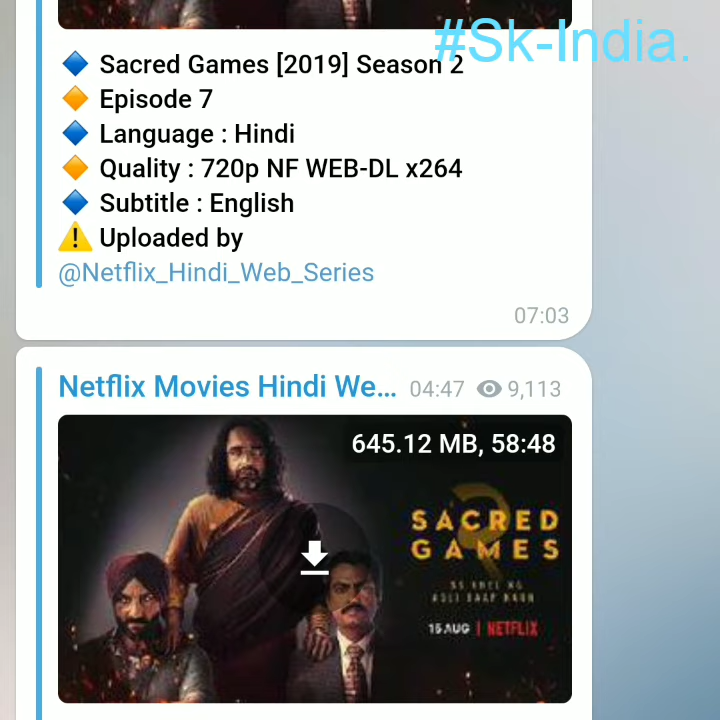 #Sk-India.
Sacred Games [2019] Season 2
Episode 7
Language : Hindi
Quality : 720p NF WEB-DL x264
Subtitle : English
Uploaded by
@Netflix_Hindi_Web_Series
07:03
Netflix Movies Hindi We... 04:47 9,113
645.12 MB, 58:48
SACRED
GAMES
15 AUG | NETFLIX